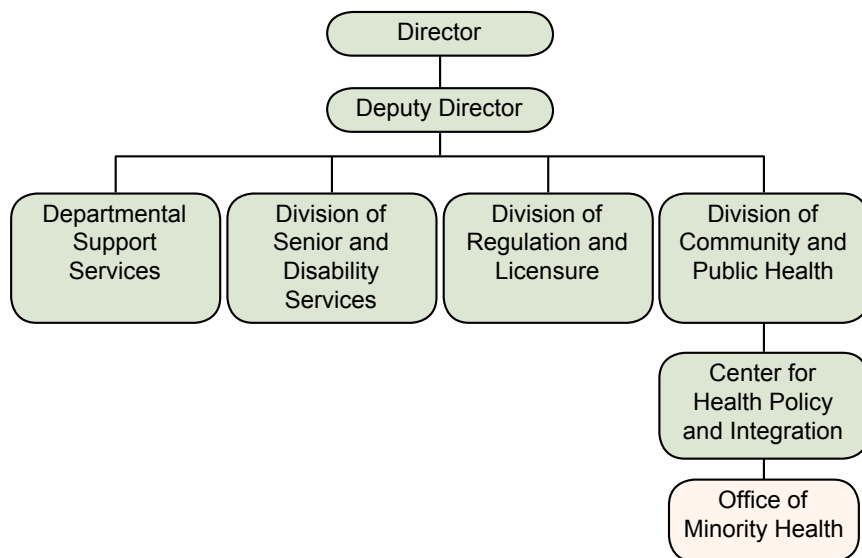 Director
Deputy Director
Departmental
Support
Services
Division of
Senior and
Disability
Services
Division of
Regulation and
Licensure
Division of
Community and
Public Health
Center for
Health Policy
and Integration
Office of
Minority Health